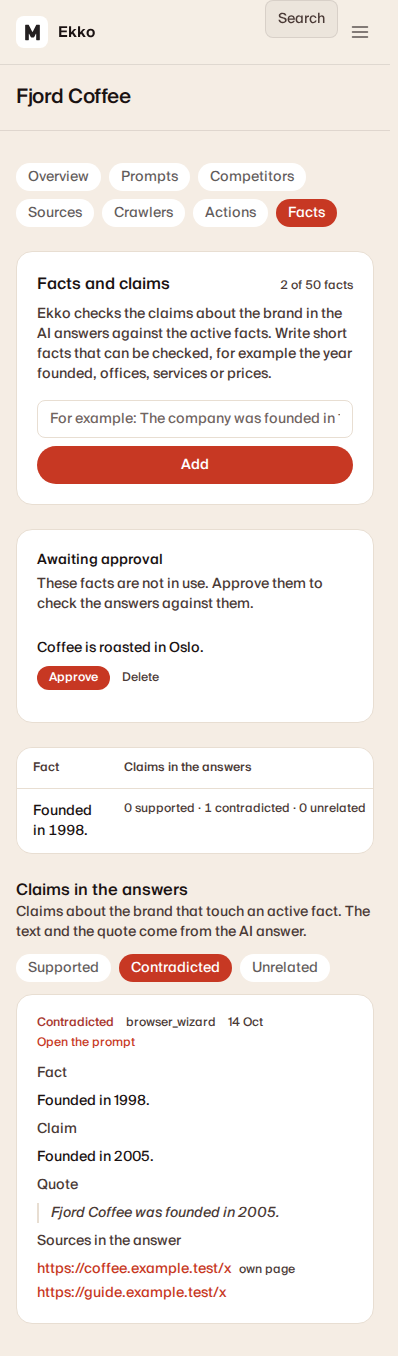 M Ekko
Search
Fjord Coffee
Overview Prompts Competitors
Sources Crawlers Actions Facts
Facts and claims 2 of 50 facts
Ekko checks the claims about the brand in the
AI answers against the active facts. Write short
facts that can be checked, for example the year
founded, offices, services or prices.
For example: The company was founded in
Add
Awaiting approval
These facts are not in use. Approve them to
check the answers against them.
Coffee is roasted in Oslo.
Approve Delete
Fact Claims in the answers
Founded
in 1998.
0 supported · 1 contradicted · 0 unrelated
Claims in the answers
Claims about the brand that touch an active fact. The
text and the quote come from the AI answer.
Supported Contradicted Unrelated
Contradicted browser_wizard 14 Oct
Open the prompt
Fact
Founded in 1998.
Claim
Founded in 2005.
Quote
Fjord Coffee was founded in 2005.
Sources in the answer
https://coffee.example.test/x own page
https://guide.example.test/x